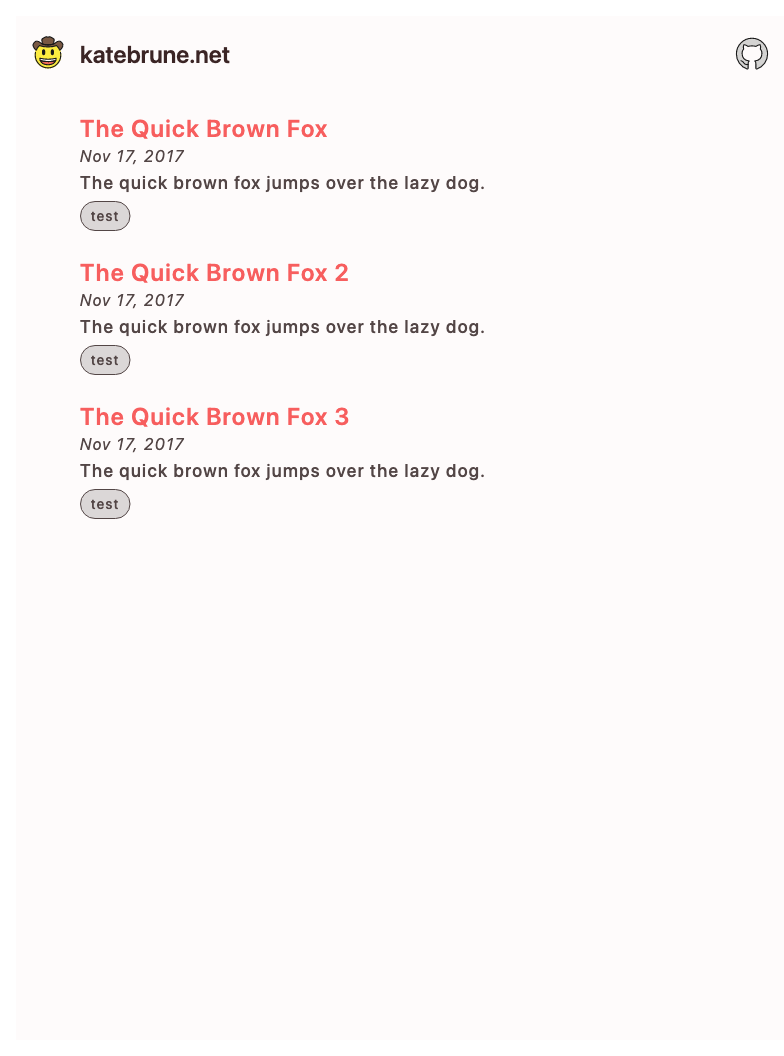 katebrune.net
The Quick Brown Fox
Nov 17, 2017
The quick brown fox jumps over the lazy dog.
test
The Quick Brown Fox 2
Nov 17, 2017
The quick brown fox jumps over the lazy dog.
test
The Quick Brown Fox 3
Nov 17, 2017
The quick brown fox jumps over the lazy dog.
test